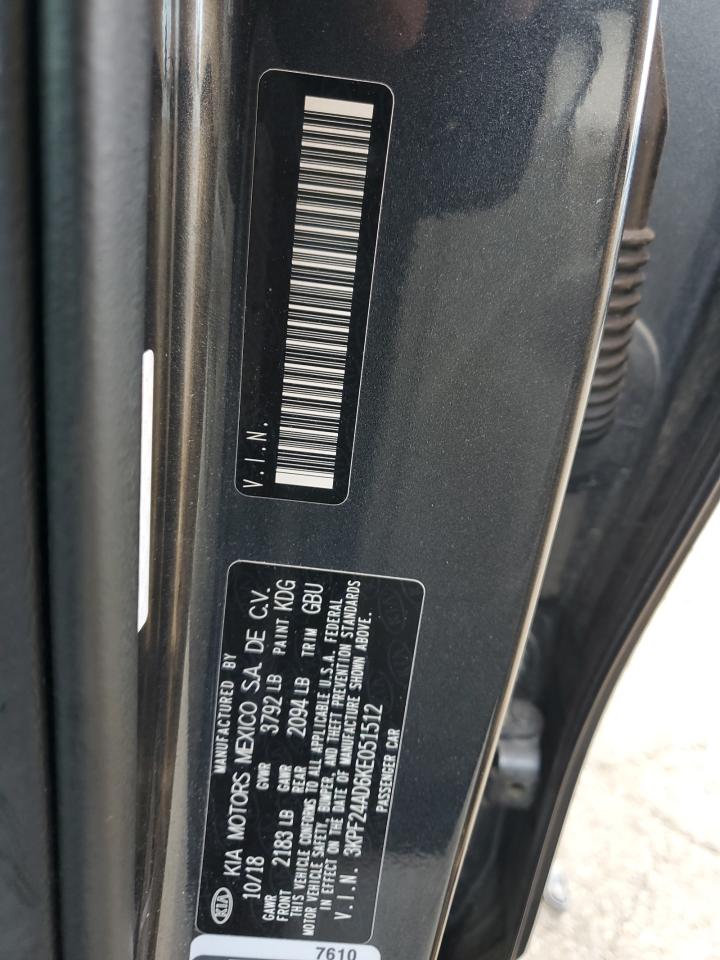 V.I.N.
MANUFACTURED BY
KIA KIA MOTORS MEXICO S.A. DE C.V.
10/18 GVWR 3792 LB PAINT KDG
GAWR FRONT 2183 LB GAWR REAR 2094 LB TRIM GBU
THIS VEHICLE CONFORMS TO ALL APPLICABLE U.S.A. FEDERAL
MOTOR VEHICLE SAFETY, BUMPER, AND THEFT PREVENTION STANDARDS
IN EFFECT ON THE DATE OF MANUFACTURE SHOWN ABOVE.
V.I.N. 3KPF24AD6KE051512
PASSENGER CAR
7610